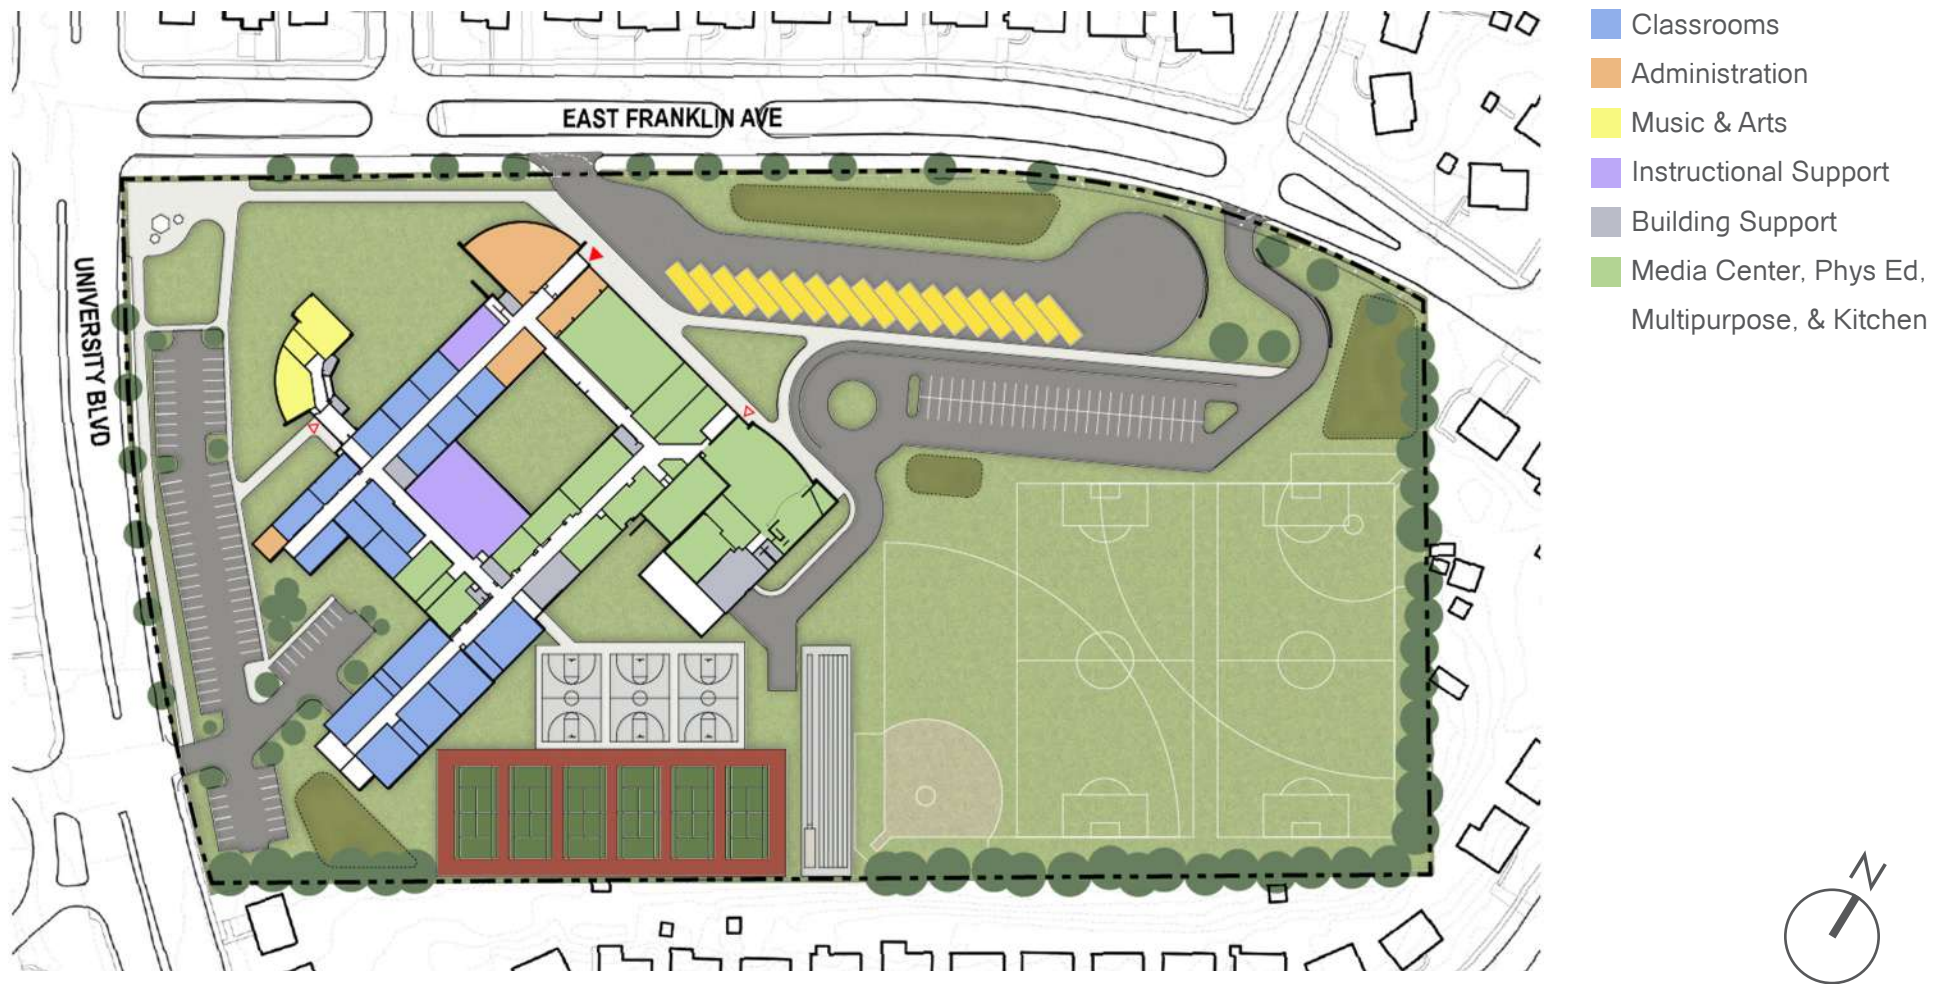 EAST FRANKLIN AVE
UNIVERSITY BLVD
Classrooms
Administration
Music & Arts
Instructional Support
Building Support
Media Center, Phys Ed,
Multipurpose, & Kitchen
N